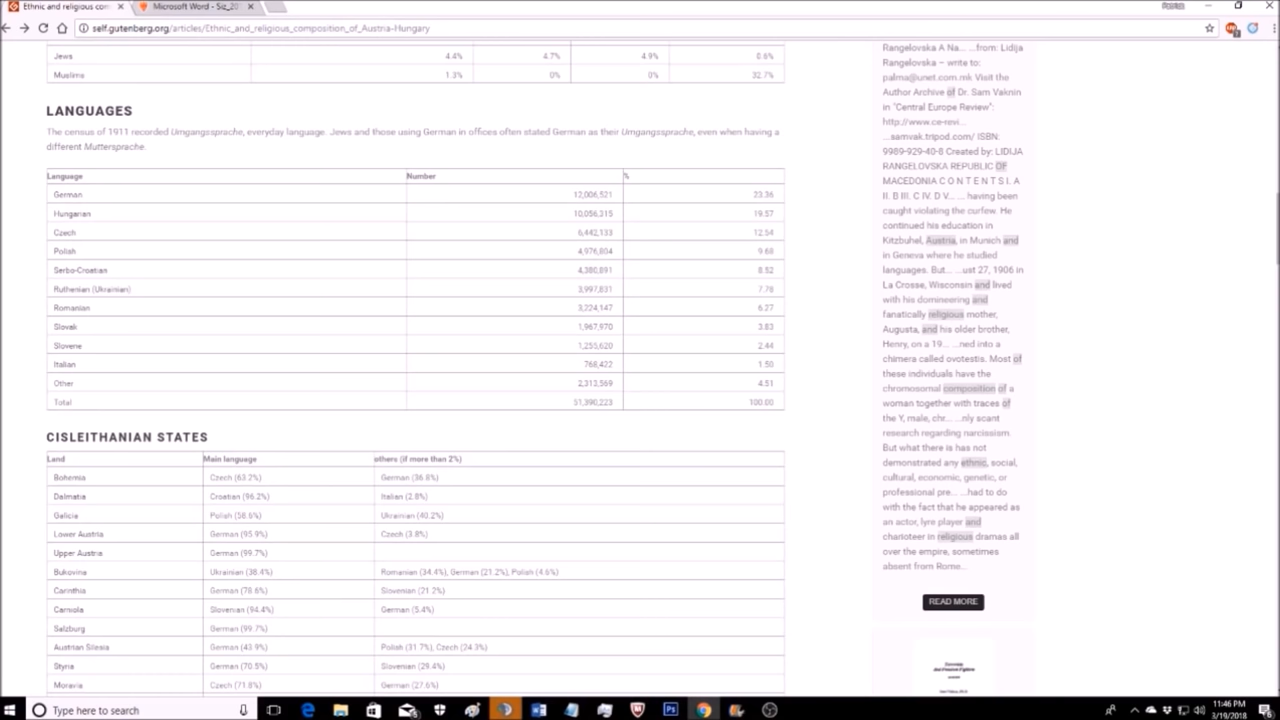 Ethnic and religious com
Microsoft Word - Siz_20
self.gutenberg.org/articles/Ethnic_and_religious_composition_of_Austria-Hungary
Jews 4.4% 4.7% 4.9% 0.6%
Muslims 1.3% 0% 0% 32.7%
LANGUAGES
The census of 1911 recorded Umgangssprache, everyday language. Jews and those using German in offices often stated German as their Umgangssprache, even when having a
different Muttersprache.
Language Number %
German 12,006,521 23.36
Hungarian 10,056,315 19.57
Czech 6,442,133 12.54
Polish 4,976,804 9.68
Serbo-Croatian 4,380,891 8.52
Ruthenian (Ukrainian) 3,997,831 7.78
Romanian 3,224,147 6.27
Slovak 1,967,970 3.83
Slovene 1,255,620 2.44
Italian 768,422 1.50
Other 2,313,569 4.51
Total 51,390,223 100.00
CISLEITHANIAN STATES
Land Main language others (if more than 2%)
Bohemia Czech (63.2%) German (36.8%)
Dalmatia Croatian (96.2%) Italian (2.8%)
Galicia Polish (58.6%) Ukrainian (40.2%)
Lower Austria German (95.9%) Czech (3.8%)
Upper Austria German (99.7%)
Bukovina Ukrainian (38.4%) Romanian (34.4%), German (21.2%), Polish (4.6%)
Carinthia German (78.6%) Slovenian (21.2%)
Carniola Slovenian (94.4%) German (5.4%)
Salzburg German (99.7%)
Austrian Silesia German (43.9%) Polish (31.7%), Czech (24.3%)
Styria German (70.5%) Slovenian (29.4%)
Moravia Czech (71.8%) German (27.6%)
Rangelovska A Na... ...from: Lidija
Rangelovska – write to:
palma@unet.com.mk Visit the
Author Archive of Dr. Sam Vaknin
in "Central Europe Review":
http://www.ce-revi...
...samvak.tripod.com/ ISBN:
9989-929-40-8 Created by: LIDIJA
RANGELOVSKA REPUBLIC OF
MACEDONIA C O N T E N T S I. A
II. B III. C IV. D V... ... having been
caught violating the curfew. He
continued his education in
Kitzbuhel, Austria, in Munich and
in Geneva where he studied
languages. But... ...ust 27, 1906 in
La Crosse, Wisconsin and lived
with his domineering and
fanatically religious mother,
Augusta, and his older brother,
Henry, on a 19... ...ned into a
chimera called ovotestis. Most of
these individuals have the
chromosomal composition of a
woman together with traces of
the Y, male, chr... ...nly scant
research regarding narcissism.
But what there is has not
demonstrated any ethnic, social,
cultural, economic, genetic, or
professional pre... ...had to do
with the fact that he appeared as
an actor, lyre player and
charioteer in religious dramas all
over the empire, sometimes
absent from Rome...
READ MORE
Type here to search
11:46 PM
3/19/2018